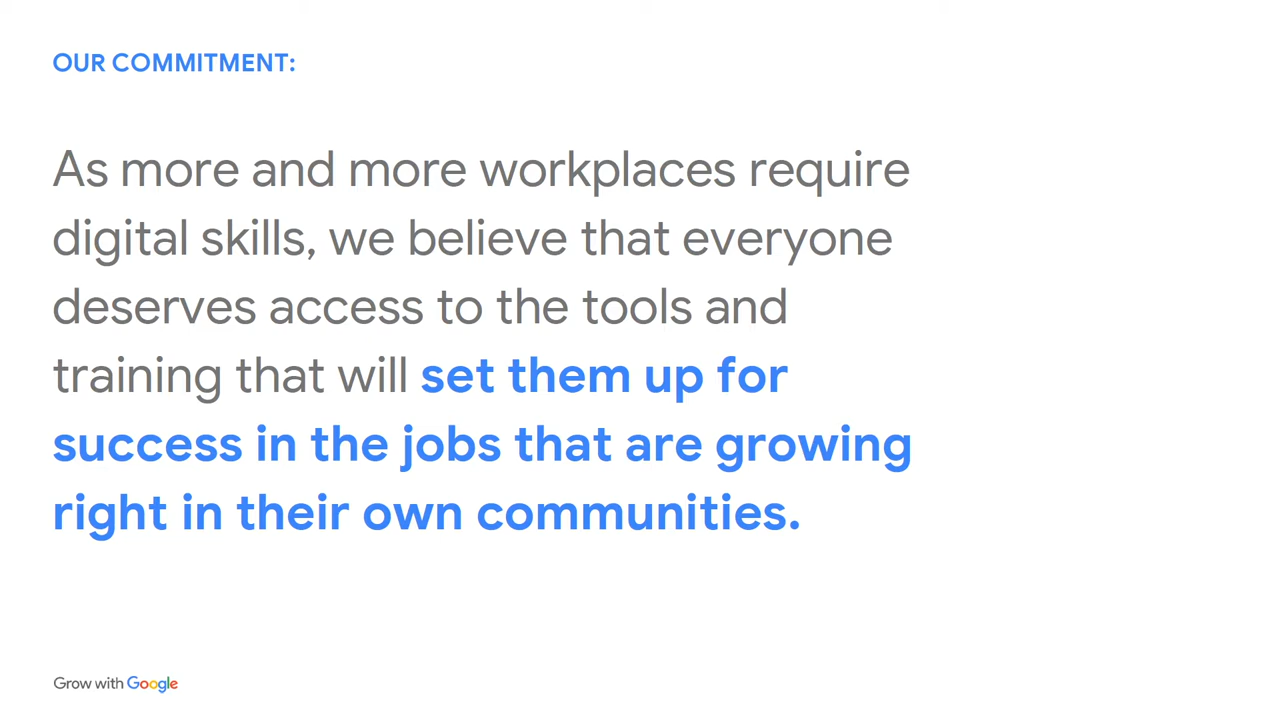 OUR COMMITMENT:
As more and more workplaces require
digital skills, we believe that everyone
deserves access to the tools and
training that will set them up for
success in the jobs that are growing
right in their own communities.
Grow with Google